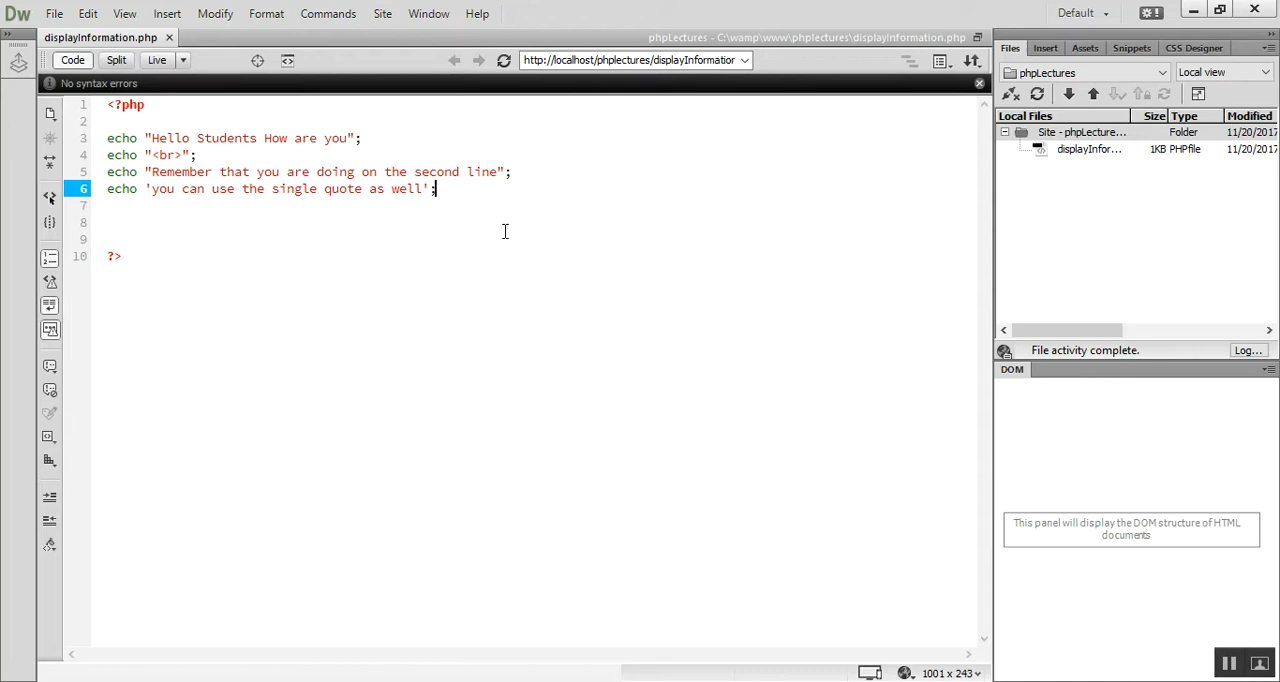 Dw File Edit View Insert Modify Format Commands Site Window Help Default
displayInformation.php phpLectures - C:\wamp\www\phplectures\displayInformation.php
Code Split Live http://localhost/phplectures/displayInformation
No syntax errors
1 <?php
2
3 echo "Hello Students How are you";
4 echo "<br>";
5 echo "Remember that you are doing on the second line";
6 echo 'you can use the single quote as well';
7
8
9
10 ?>
Files Insert Assets Snippets CSS Designer
phpLectures Local view
Local Files Size Type Modified
Site - phpLecture... Folder 11/20/2017
displayInfor... 1KB PHPfile 11/20/2017
File activity complete. Log...
DOM
This panel will display the DOM structure of HTML
documents
1001 x 243